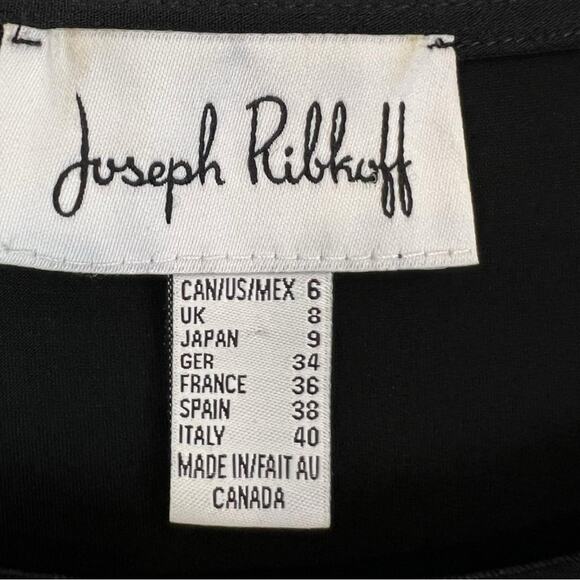 Joseph Ribkoff
CAN/US/MEX 6
UK 8
JAPAN 9
GER 34
FRANCE 36
SPAIN 38
ITALY 40
MADE IN/FAIT AU
CANADA